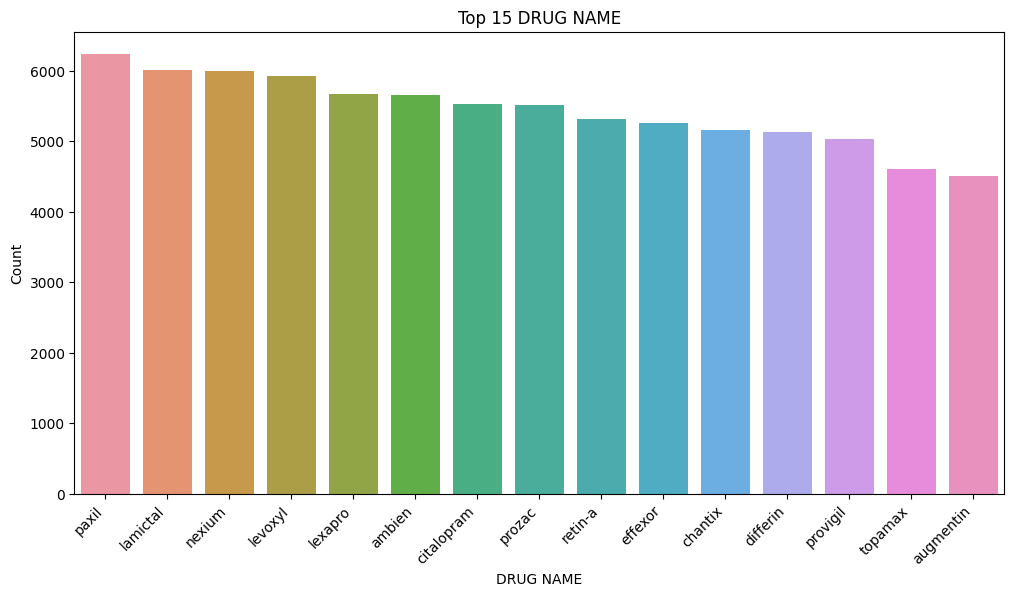 Top 15 DRUG NAME
Count
6000
5000
4000
3000
2000
1000
0
paxil
lamictal
nexium
levoxyl
lexapro
ambien
citalopram
prozac
retin-a
effexor
chantix
differin
provigil
topamax
augmentin
DRUG NAME